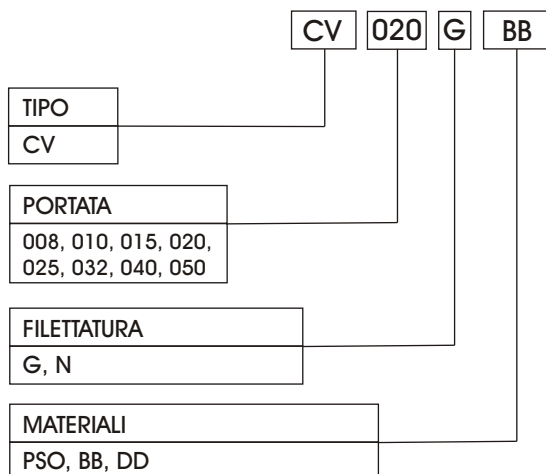 CV 020 G BB
TIPO
CV
PORTATA
008, 010, 015, 020,
025, 032, 040, 050
FILETTATURA
G, N
MATERIALI
PSO, BB, DD